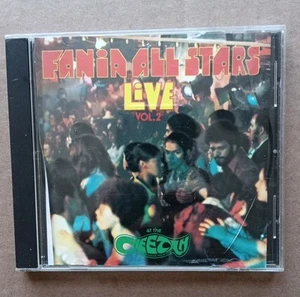 FANIA ALL-STARS
LiVE
VOL. 2
At the
CHEETAH